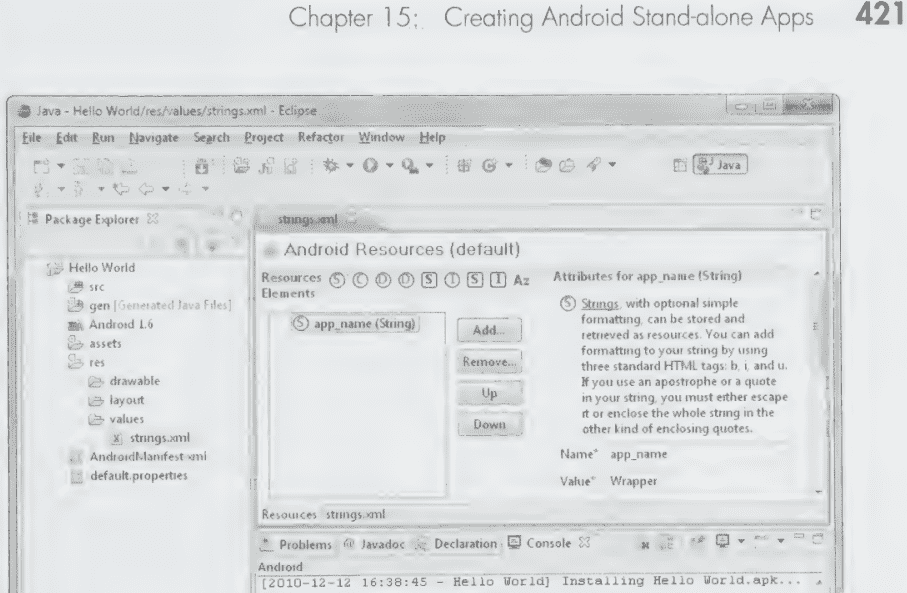 Chapter 15: Creating Android Stand-alone Apps 421
Java - Hello World/res/values/strings.xml - Eclipse
File Edit Run Navigate Search Project Refactor Window Help
Java
Package Explorer
strings.xml
Android Resources (default)
Hello World
src
gen [Generated Java Files]
Android 1.6
assets
res
drawable
layout
values
strings.xml
AndroidManifest.xml
default.properties
Resources S C D D S I S I Az
Elements
S app_name (String)
Add...
Remove...
Up
Down
Attributes for app_name (String)
S Strings, with optional simple
formatting, can be stored and
retrieved as resources. You can add
formatting to your string by using
three standard HTML tags: b, i, and u.
If you use an apostrophe or a quote
in your string, you must either escape
it or enclose the whole string in the
other kind of enclosing quotes.
Name* app_name
Value* Wrapper
Resources strings.xml
Problems @ Javadoc Declaration Console
Android
[2010-12-12 16:38:45 - Hello World] Installing Hello World.apk...